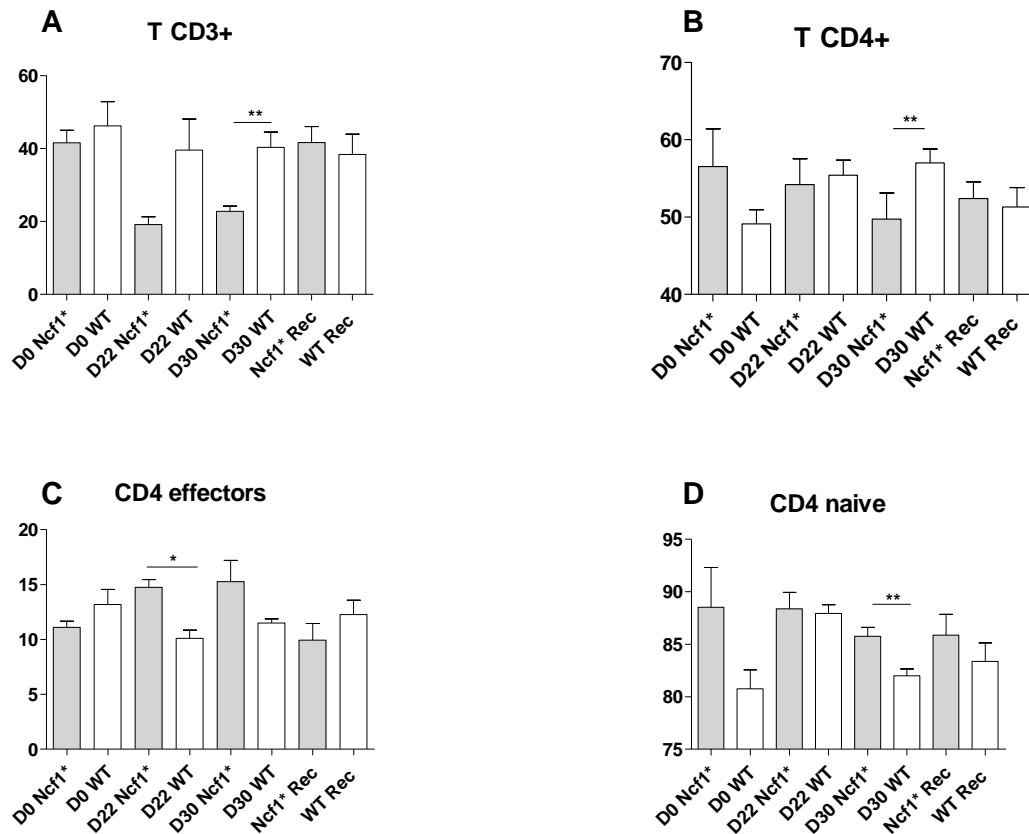 A
T CD3+
60
40
20
0
**
D0 Ncf1*
D0 WT
D22 Ncf1*
D22 WT
D30 Ncf1*
D30 WT
Ncf1* Rec
WT Rec
B
T CD4+
70
60
50
40
**
D0 Ncf1*
D0 WT
D22 Ncf1*
D22 WT
D30 Ncf1*
D30 WT
Ncf1* Rec
WT Rec
C
CD4 effectors
20
15
10
5
0
*
D0 Ncf1*
D0 WT
D22 Ncf1*
D22 WT
D30 Ncf1*
D30 WT
Ncf1* Rec
WT Rec
D
CD4 naive
95
90
85
80
75
**
D0 Ncf1*
D0 WT
D22 Ncf1*
D22 WT
D30 Ncf1*
D30 WT
Ncf1* Rec
WT Rec